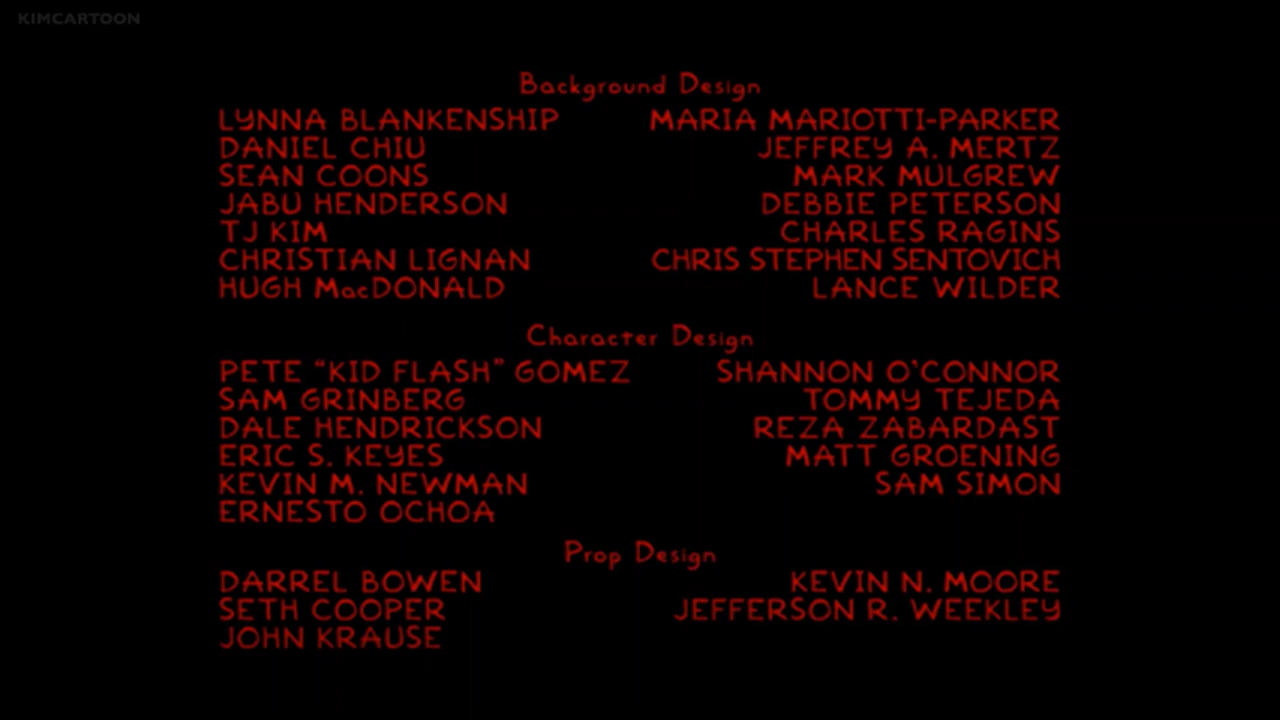 KIMCARTOON
Background Design
LYNNA BLANKENSHIP MARIA MARIOTTI-PARKER
DANIEL CHIU JEFFREY A. MERTZ
SEAN COONS MARK MULGREW
JABU HENDERSON DEBBIE PETERSON
TJ KIM CHARLES RAGINS
CHRISTIAN LIGNAN CHRIS STEPHEN SENTOVICH
HUGH MacDONALD LANCE WILDER
Character Design
PETE “KID FLASH” GOMEZ SHANNON O'CONNOR
SAM GRINBERG TOMMY TEJEDA
DALE HENDRICKSON REZA ZABARDAST
ERIC S. KEYES MATT GROENING
KEVIN M. NEWMAN SAM SIMON
ERNESTO OCHOA
Prop Design
DARREL BOWEN KEVIN N. MOORE
SETH COOPER JEFFERSON R. WEEKLEY
JOHN KRAUSE